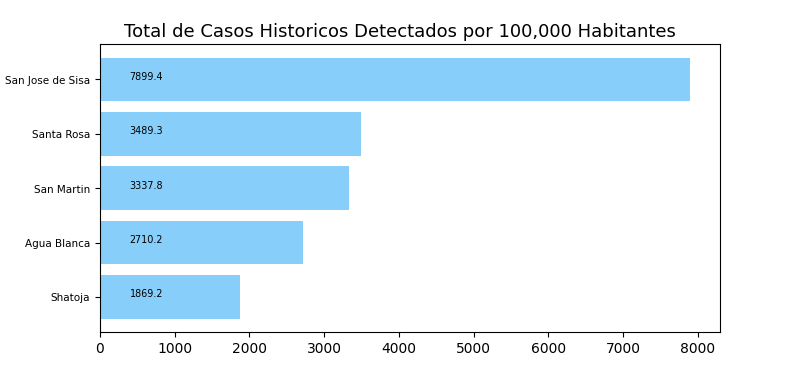 Total de Casos Historicos Detectados por 100,000 Habitantes
San Jose de Sisa 7899.4
Santa Rosa 3489.3
San Martin 3337.8
Agua Blanca 2710.2
Shatoja 1869.2
0 1000 2000 3000 4000 5000 6000 7000 8000